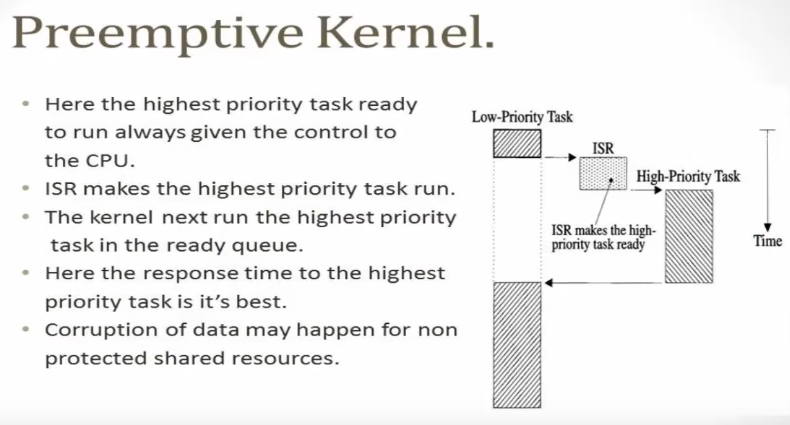 Preemptive Kernel.
• Here the highest priority task ready
to run always given the control to
the CPU.
• ISR makes the highest priority task run.
• The kernel next run the highest priority
task in the ready queue.
• Here the response time to the highest
priority task is it's best.
• Corruption of data may happen for non
protected shared resources.
Low-Priority Task
ISR
High-Priority Task
ISR makes the high-
priority task ready
Time